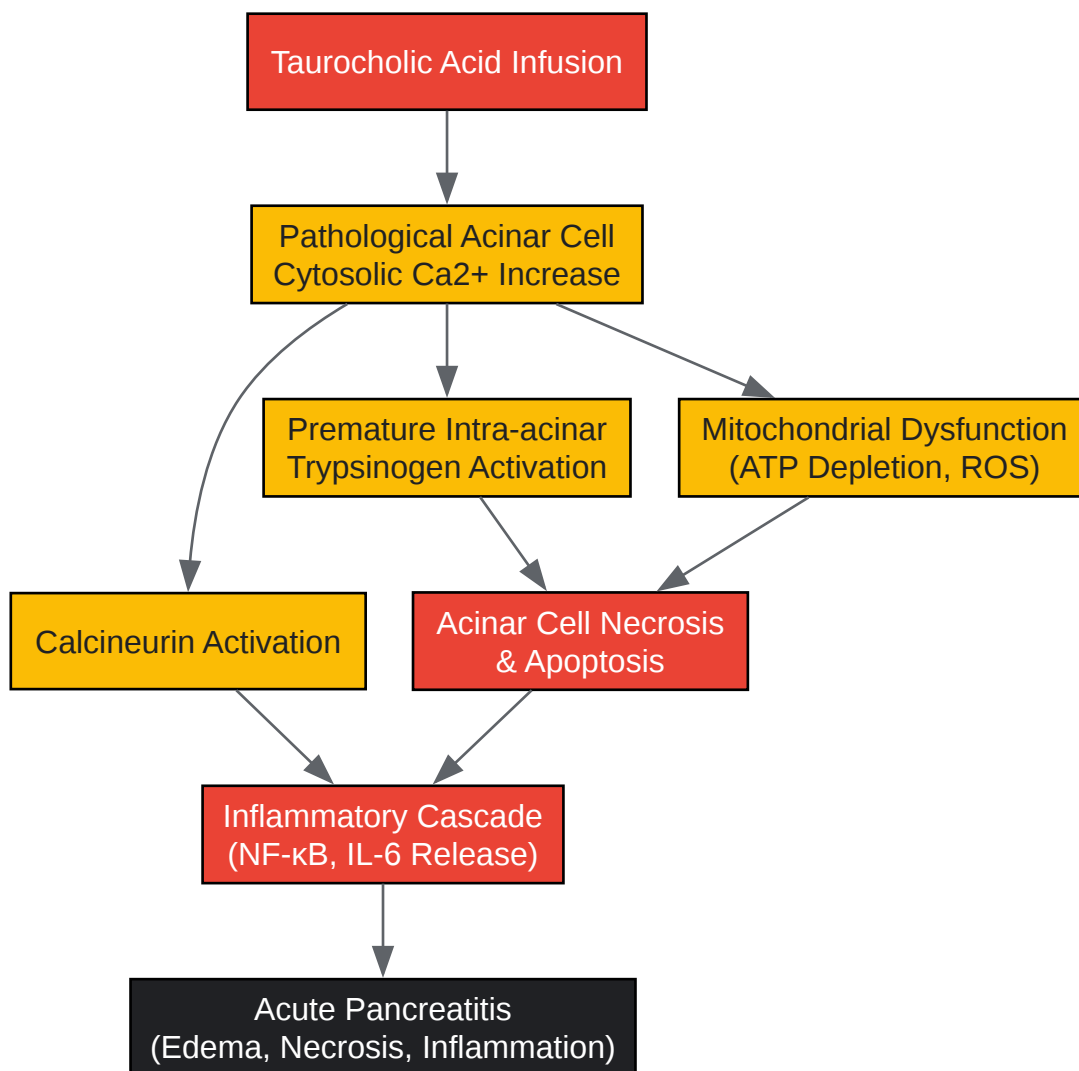 Taurocholic Acid Infusion
Pathological Acinar Cell
Cytosolic Ca2+ Increase
Premature Intra-acinar
Trypsinogen Activation
Mitochondrial Dysfunction
(ATP Depletion, ROS)
Calcineurin Activation
Acinar Cell Necrosis
& Apoptosis
Inflammatory Cascade
(NF-κB, IL-6 Release)
Acute Pancreatitis
(Edema, Necrosis, Inflammation)